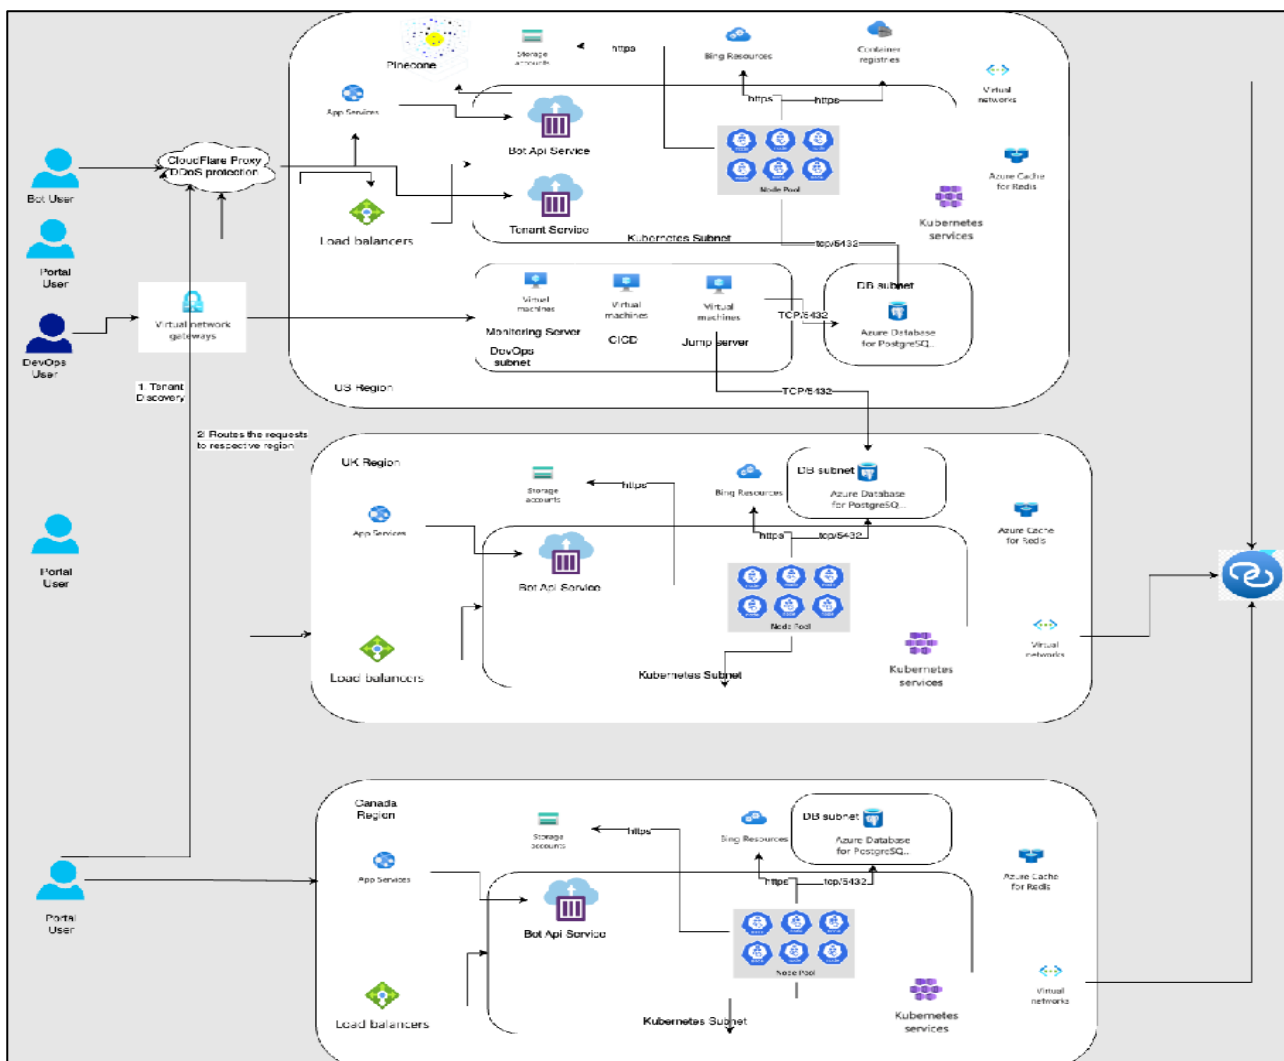 Pinecone
Storage
accounts
https
Bing Resources
Container
registries
Virtual
networks
App Services
https
https
Bot Api Service
CloudFlare Proxy
DDoS protection
Bot User
Node Pool
Azure Cache
for Redis
Load balancers
Tenant Service
Kubernetes Subnet
Kubernetes
services
tcp/5432
Portal
User
Virtual network
gateways
DevOps
User
Virtual
machines
Monitoring Server
DevOps
subnet
Virtual
machines
CICD
Virtual
machines
Jump server
TCP/5432
DB subnet
Azure Database
for PostgreSQ...
US Region
TCP/5432
1. Tenant
Discovery
2! Routes the requests
to respective region
UK Region
Storage
accounts
https
Bing Resources
DB subnet
Azure Database
for PostgreSQ...
App Services
https
tcp/5432
Azure Cache
for Redis
Bot Api Service
Portal
User
Node Pool
Load balancers
Kubernetes Subnet
Kubernetes
services
Virtual
networks
Canada
Region
Storage
accounts
https
Bing Resources
DB subnet
Azure Database
for PostgreSQ...
App Services
https
tcp/5432
Azure Cache
for Redis
Bot Api Service
Portal
User
Node Pool
Load balancers
Kubernetes Subnet
Kubernetes
services
Virtual
networks